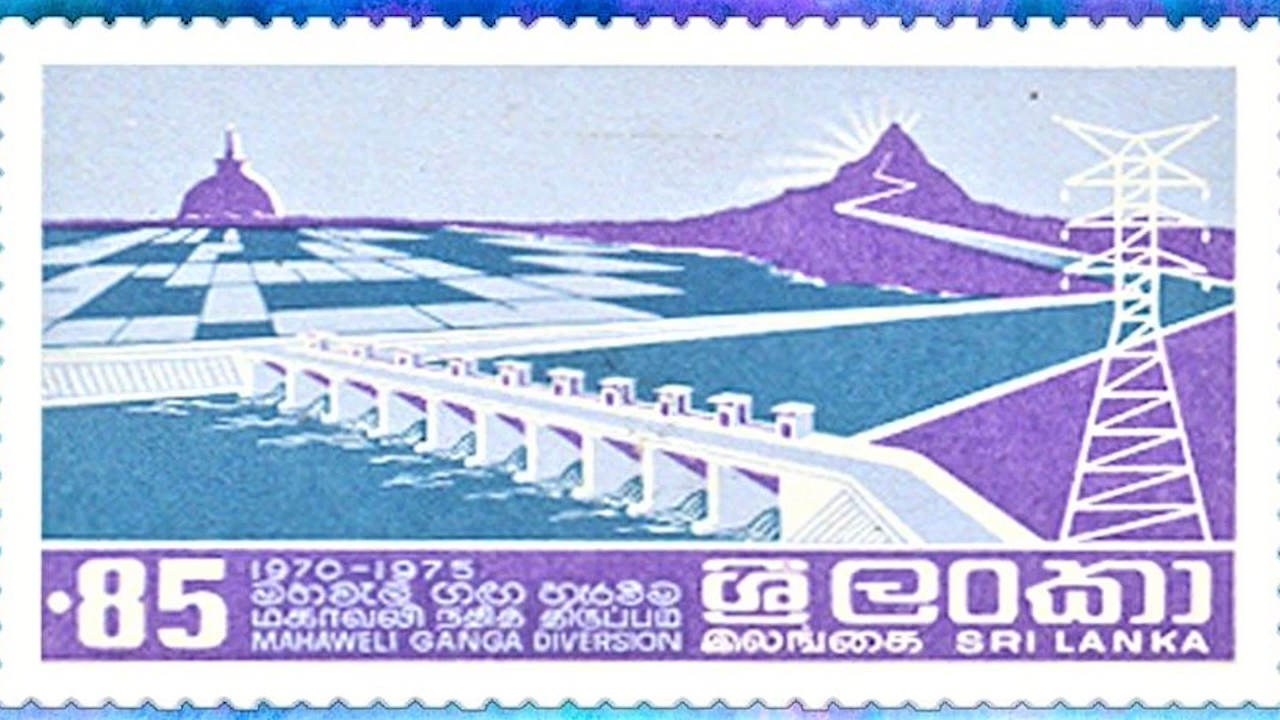 ·85
1970-1975
මහවැලි ගඟ හැරවීම
மகாவலி நதித் திருப்பம்
MAHAWELI GANGA DIVERSION
ශ්‍රී ලංකා
இலங்கை SRI LANKA